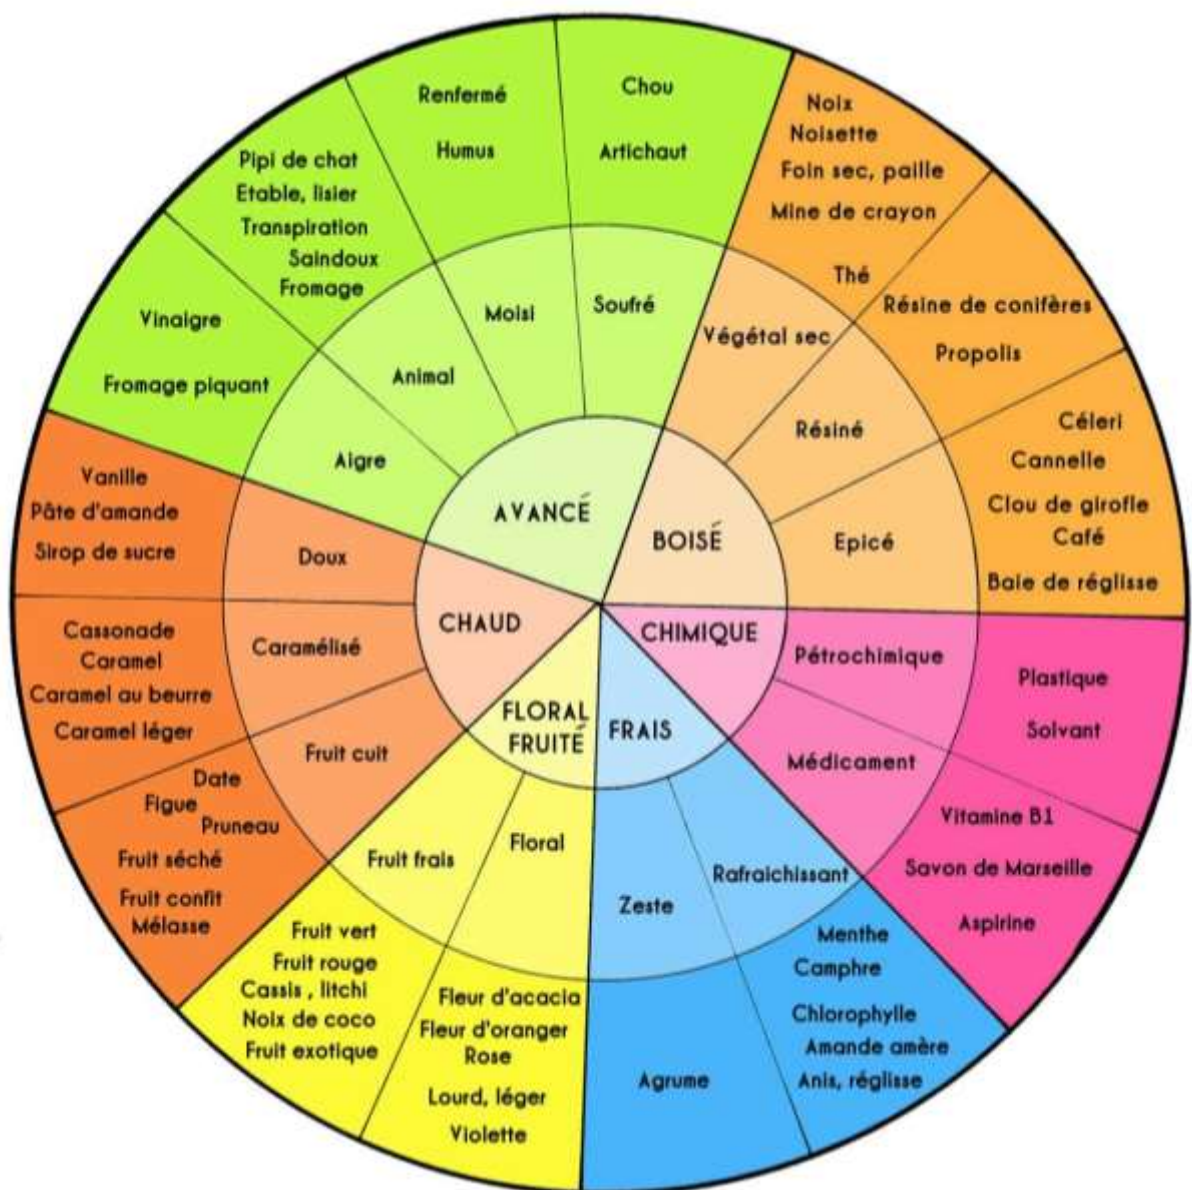 AVANCÉ
Soufré
Chou
Artichaut
Moisi
Renfermé
Humus
Animal
Pipi de chat
Etable, lisier
Transpiration
Saindoux
Fromage
Aigre
Vinaigre
Fromage piquant
BOISÉ
Végétal sec
Noix
Noisette
Foin sec, paille
Mine de crayon
Thé
Résiné
Résine de conifères
Propolis
Epicé
Céleri
Cannelle
Clou de girofle
Café
Baie de réglisse
CHIMIQUE
Pétrochimique
Plastique
Solvant
Médicament
Vitamine B1
Savon de Marseille
Aspirine
FRAIS
Rafraichissant
Menthe
Camphre
Chlorophylle
Amande amère
Anis, réglisse
Zeste
Agrume
FLORAL
FRUITÉ
Floral
Fleur d'acacia
Fleur d'oranger
Rose
Lourd, léger
Violette
Fruit frais
Fruit vert
Fruit rouge
Cassis , litchi
Noix de coco
Fruit exotique
CHAUD
Fruit cuit
Date
Figue
Pruneau
Fruit séché
Fruit confit
Mélasse
Caramélisé
Cassonade
Caramel
Caramel au beurre
Caramel léger
Doux
Vanille
Pâte d'amande
Sirop de sucre